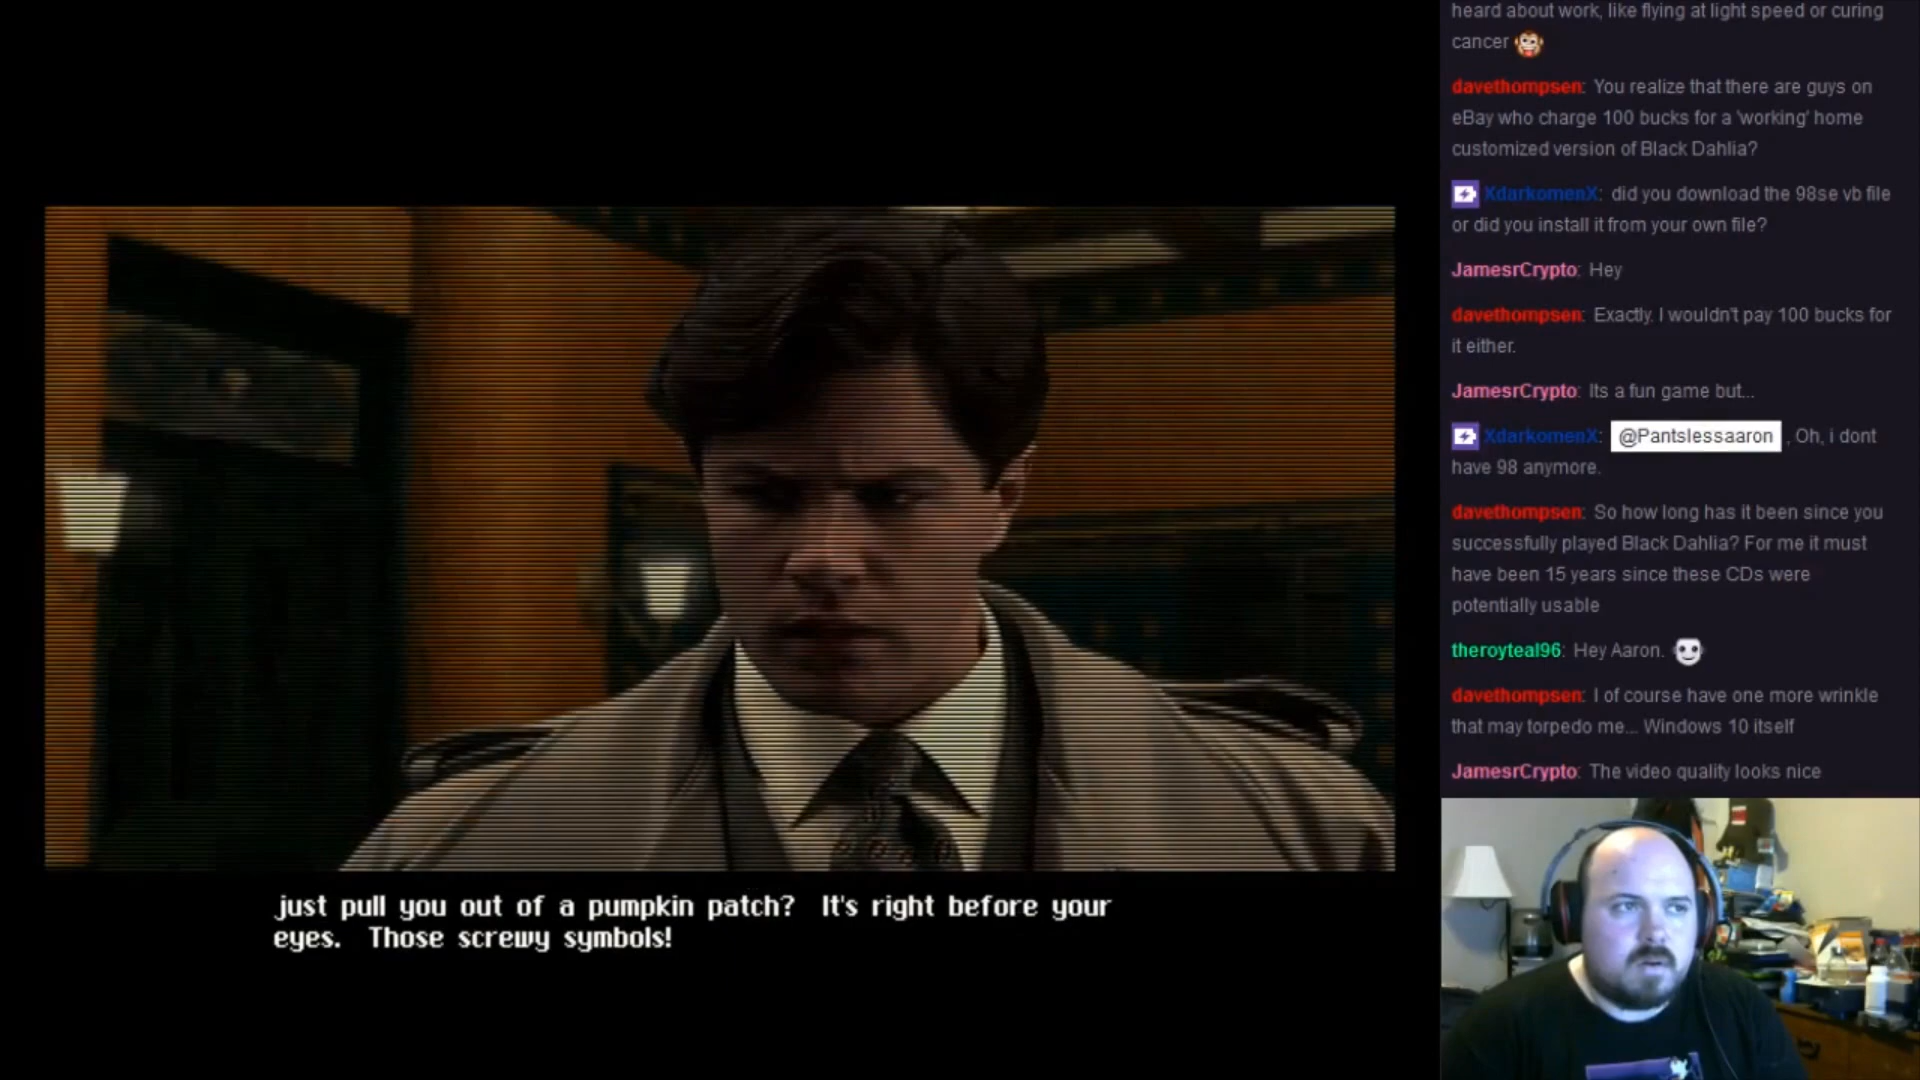 just pull you out of a pumpkin patch? It's right before your
eyes. Those screwy symbols!
heard about work, like flying at light speed or curing
cancer
davethompsen: You realize that there are guys on
eBay who charge 100 bucks for a 'working' home
customized version of Black Dahlia?
XdarkomenX: did you download the 98se vb file
or did you install it from your own file?
JamesrCrypto: Hey
davethompsen: Exactly. I wouldn't pay 100 bucks for
it either.
JamesrCrypto: Its a fun game but...
XdarkomenX: @Pantslessaaron , Oh, i dont
have 98 anymore.
davethompsen: So how long has it been since you
successfully played Black Dahlia? For me it must
have been 15 years since these CDs were
potentially usable
theroyteal96: Hey Aaron.
davethompsen: I of course have one more wrinkle
that may torpedo me... Windows 10 itself
JamesrCrypto: The video quality looks nice